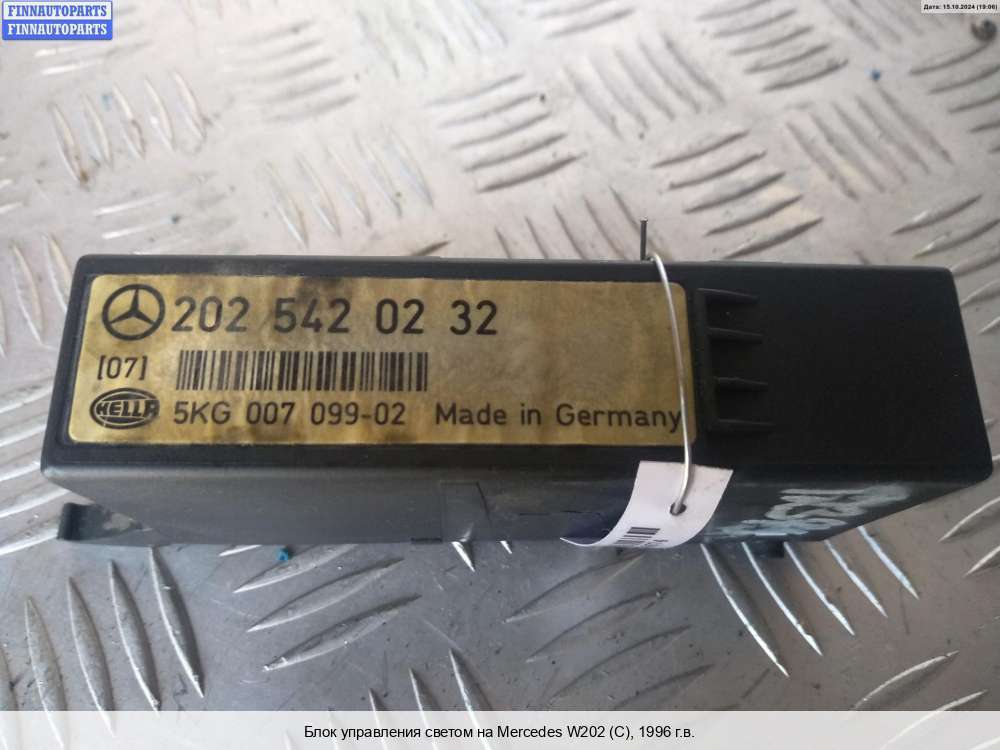 FINNAUTOPARTS
FINNAUTOPARTS
Дата: 15.10.2024 (19:06)
202 542 02 32
[07]
HELLA
5KG 007 099-02 Made in Germany
Блок управления светом на Mercedes W202 (C), 1996 г.в.